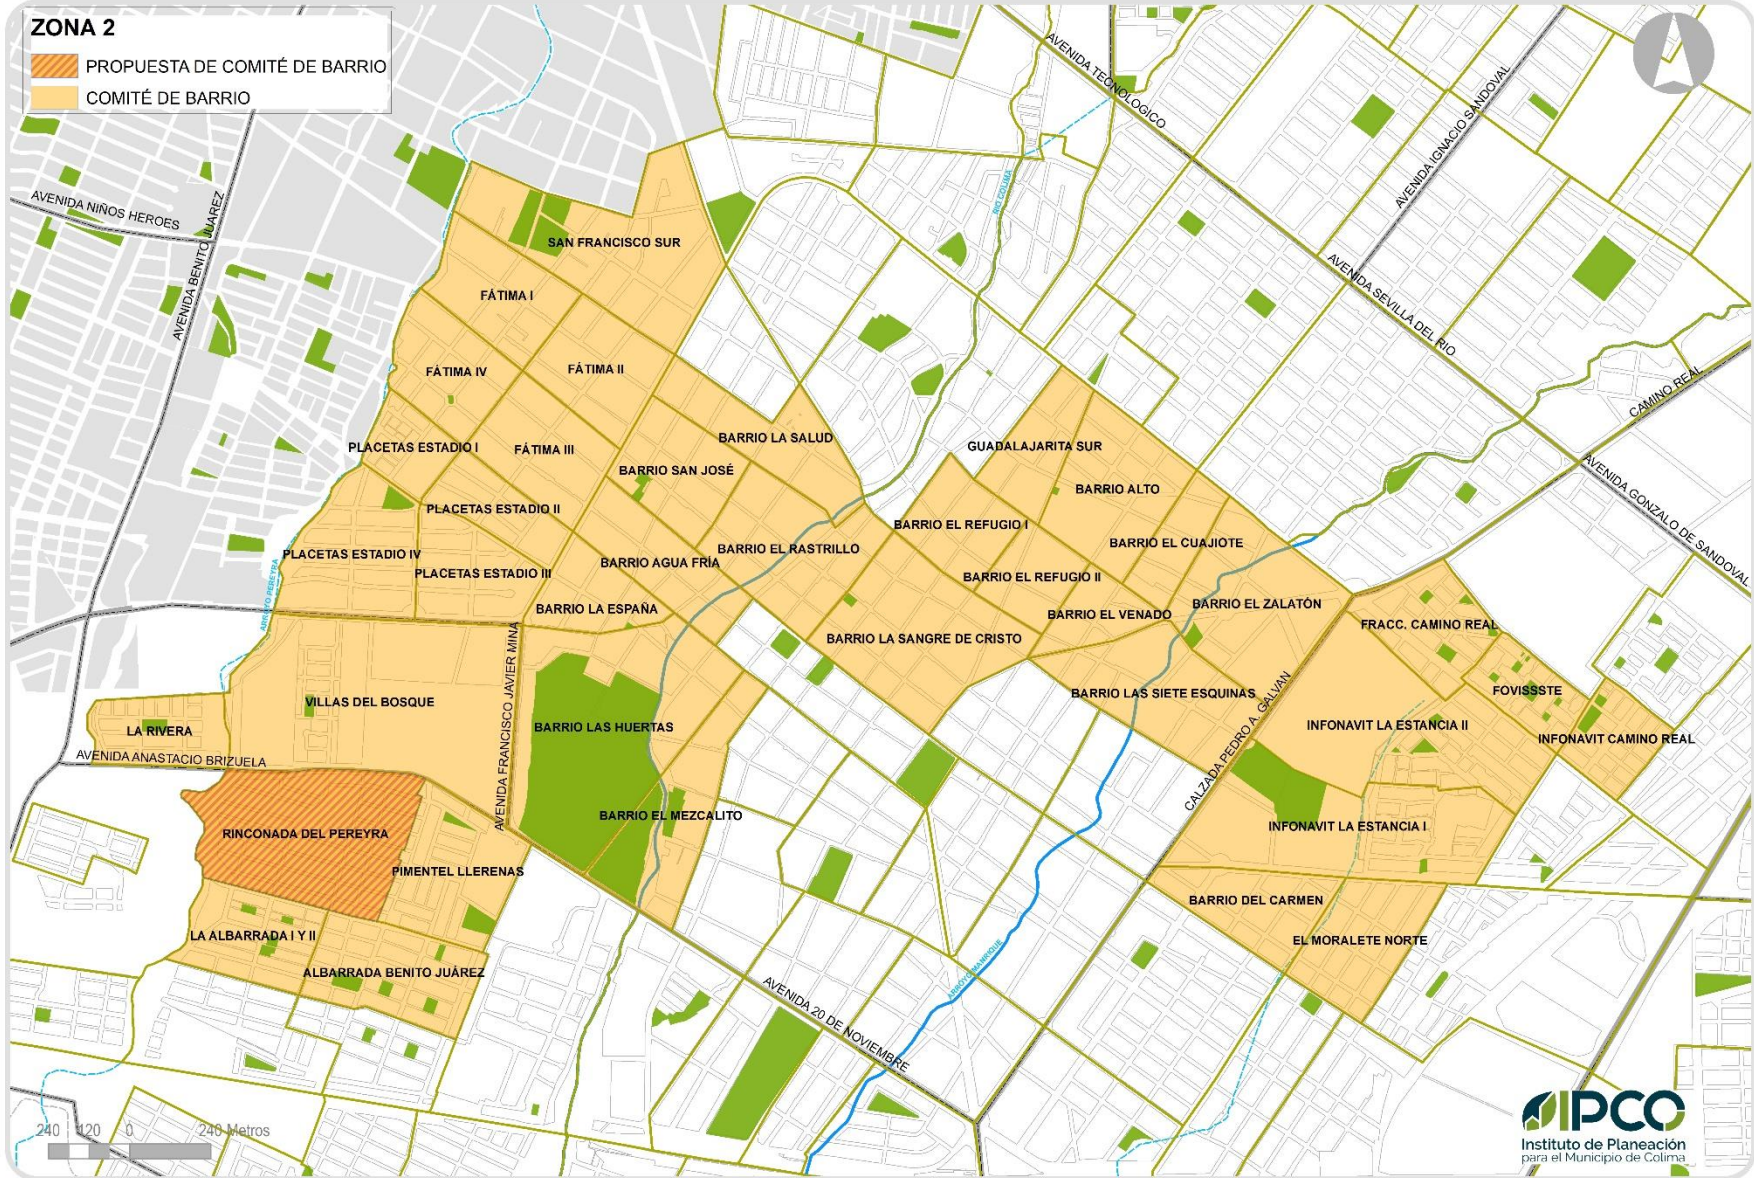 ZONA 2
PROPUESTA DE COMITÉ DE BARRIO
COMITÉ DE BARRIO
AVENIDA TECNOLOGICO
AVENIDA IGNACIO SANDOVAL
AVENIDA NIÑOS HEROES
AVENIDA BENITO JUAREZ
RIO COLIMA
SAN FRANCISCO SUR
AVENIDA SEVILLA DEL RIO
FÁTIMA I
FÁTIMA IV
FÁTIMA II
CAMINO REAL
PLACETAS ESTADIO I
FÁTIMA III
BARRIO LA SALUD
GUADALAJARITA SUR
BARRIO SAN JOSÉ
BARRIO ALTO
AVENIDA GONZALO DE SANDOVAL
PLACETAS ESTADIO II
BARRIO EL REFUGIO I
BARRIO EL CUAJIOTE
PLACETAS ESTADIO IV
BARRIO EL RASTRILLO
PLACETAS ESTADIO III
BARRIO AGUA FRÍA
BARRIO EL REFUGIO II
ARROYO PEREYRA
BARRIO LA ESPAÑA
BARRIO EL VENADO
BARRIO EL ZALATÓN
BARRIO LA SANGRE DE CRISTO
FRACC. CAMINO REAL
AVENIDA FRANCISCO JAVIER MINA
BARRIO LAS SIETE ESQUINAS
FOVISSSTE
VILLAS DEL BOSQUE
LA RIVERA
BARRIO LAS HUERTAS
INFONAVIT LA ESTANCIA II
INFONAVIT CAMINO REAL
CALZADA PEDRO A. GALVAN
AVENIDA ANASTACIO BRIZUELA
RINCONADA DEL PEREYRA
BARRIO EL MEZCALITO
INFONAVIT LA ESTANCIA I
PIMENTEL LLERENAS
BARRIO DEL CARMEN
LA ALBARRADA I Y II
EL MORALETE NORTE
ALBARRADA BENITO JUÁREZ
ARROYO MANRIQUE
AVENIDA 20 DE NOVIEMBRE
240 120 0 240 Metros
IPCO
Instituto de Planeación
para el Municipio de Colima